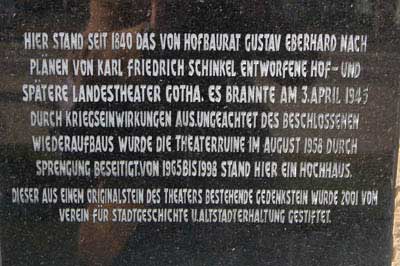 HIER STAND SEIT 1840 DAS VON HOFBAURAT GUSTAV EBERHARD NACH
PLÄNEN VON KARL FRIEDRICH SCHINKEL ENTWORFENE HOF-UND
SPÄTERE LANDESTHEATER GOTHA. ES BRANNTE AM 3.APRIL 1945
DURCH KRIEGSEINWIRKUNGEN AUS.UNGEACHTET DES BESCHLOSSENEN
WIEDERAUFBAUS WURDE DIE THEATERRUINE IM AUGUST 1958 DURCH
SPRENGUNG BESEITIGT.VON 1965BIS1998 STAND HIER EIN HOCHHAUS.
DIESER AUS EINEM ORIGINALSTEIN DES THEATERS BESTEHENDE GEDENKSTEIN WURDE 2001 VOM
VEREIN FÜR STADTGESCHICHTE U.ALTSTADTERHALTUNG GESTIFTET.